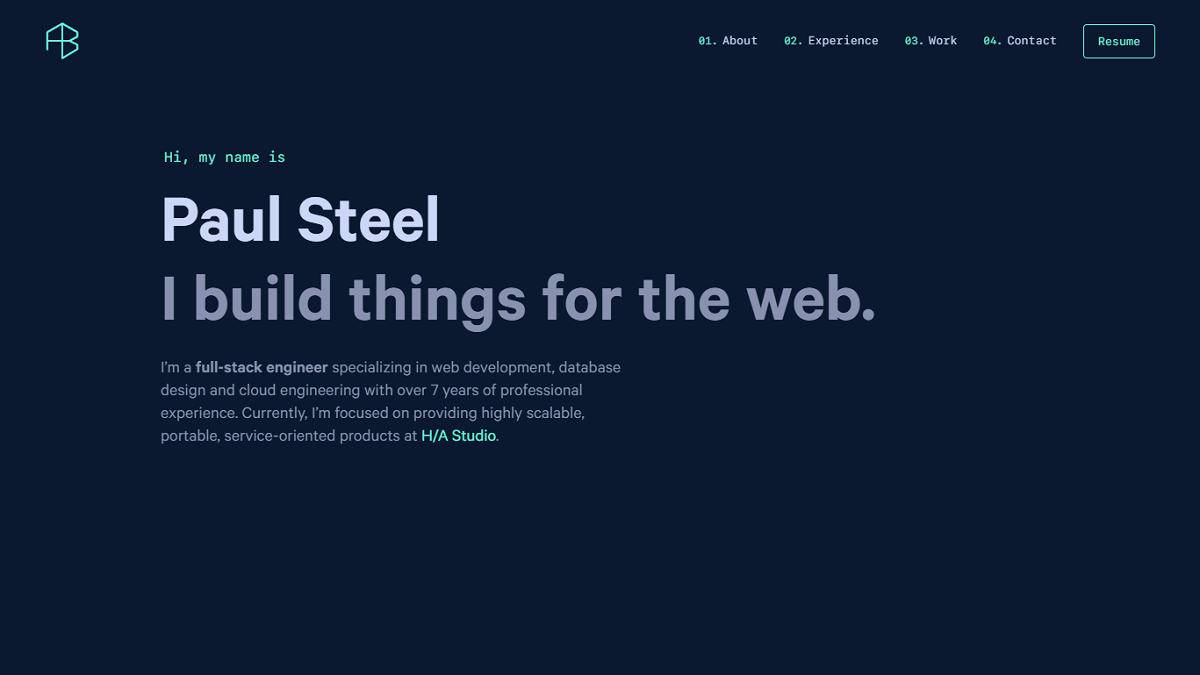 AB
01. About 02. Experience 03. Work 04. Contact Resume
Hi, my name is
Paul Steel
I build things for the web.
I'm a full-stack engineer specializing in web development, database
design and cloud engineering with over 7 years of professional
experience. Currently, I'm focused on providing highly scalable,
portable, service-oriented products at H/A Studio.